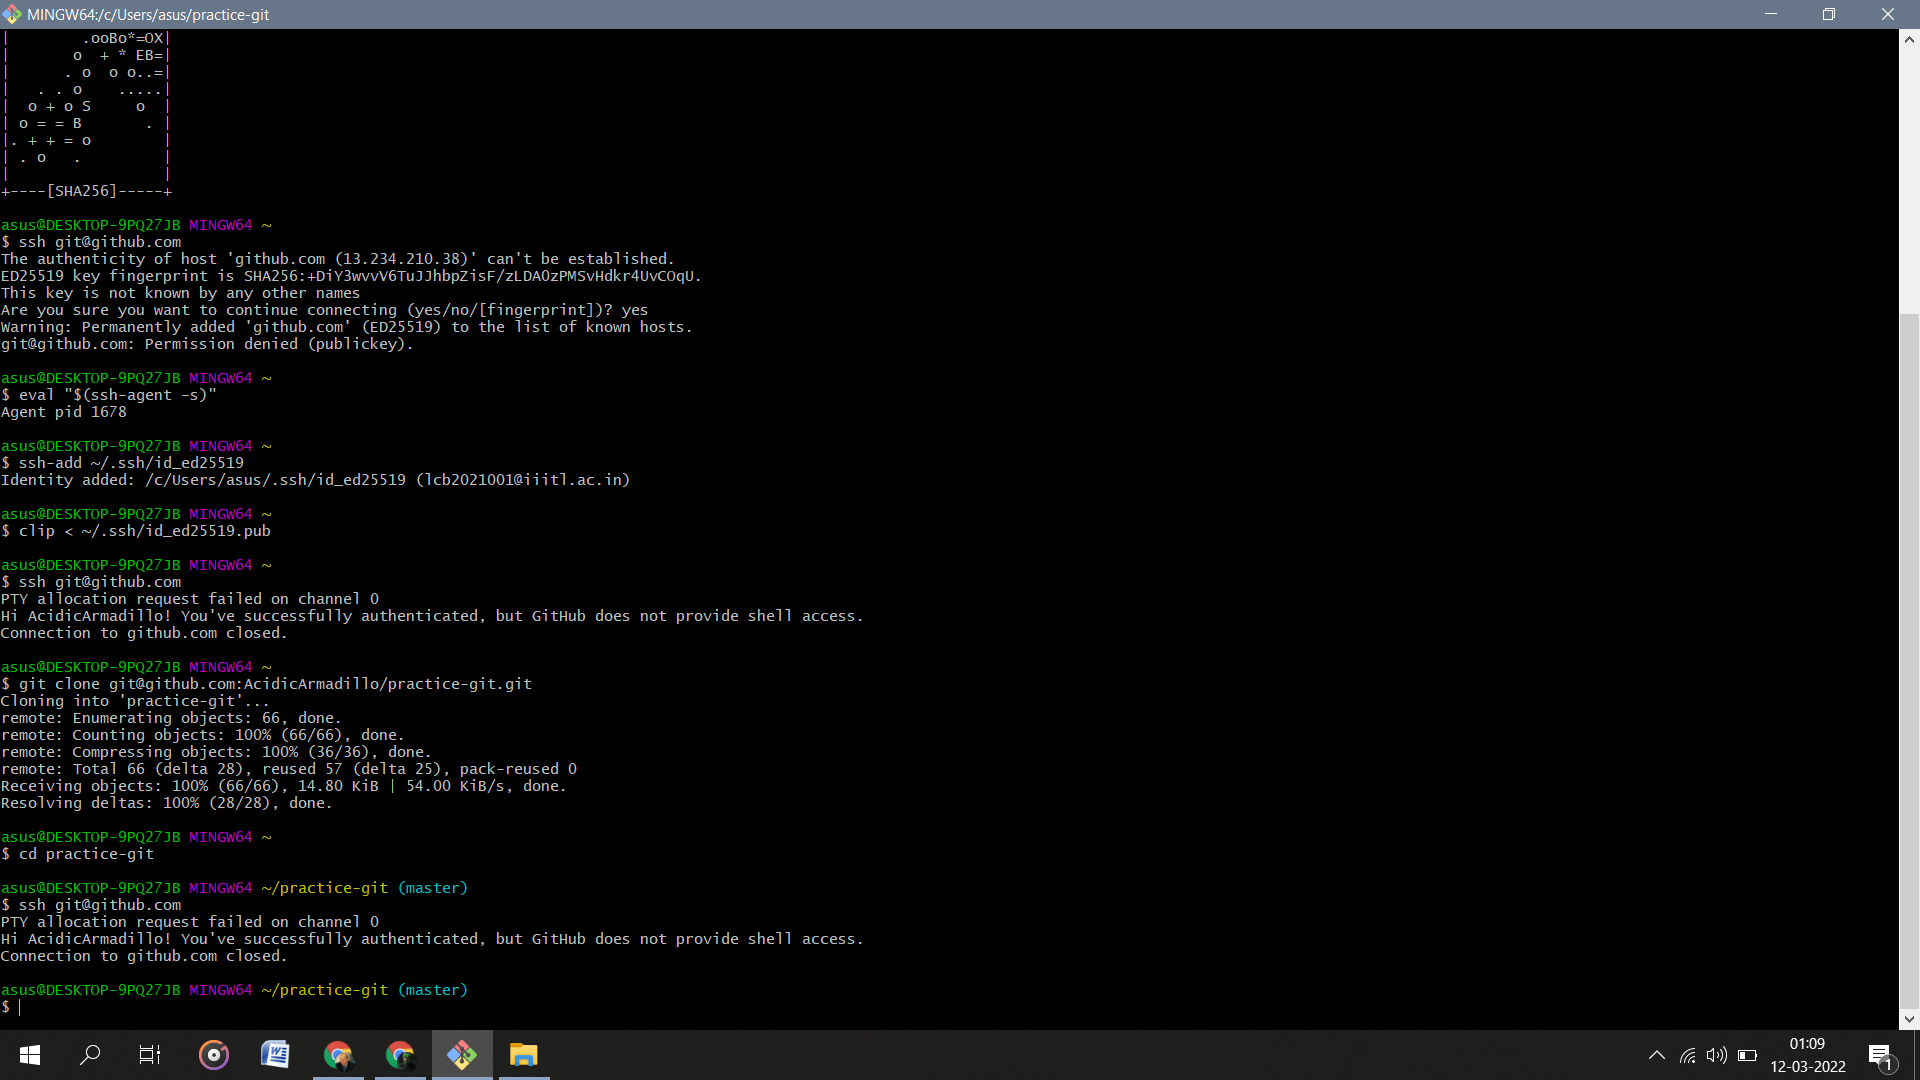 MINGW64:/c/Users/asus/practice-git
|        .ooBo*=OX|
|       o  + * EB=|
|      . o  o o..=|
|   . . o    .....|
|  o + o S     o  |
| o = = B       . |
|. + + = o        |
| . o   .         |
|                 |
+----[SHA256]-----+
asus@DESKTOP-9PQ27JB MINGW64 ~
$ ssh git@github.com
The authenticity of host 'github.com (13.234.210.38)' can't be established.
ED25519 key fingerprint is SHA256:+DiY3wvvV6TuJJhbpZisF/zLDA0zPMSvHdkr4UvCOqU.
This key is not known by any other names
Are you sure you want to continue connecting (yes/no/[fingerprint])? yes
Warning: Permanently added 'github.com' (ED25519) to the list of known hosts.
git@github.com: Permission denied (publickey).
asus@DESKTOP-9PQ27JB MINGW64 ~
$ eval "$(ssh-agent -s)"
Agent pid 1678
asus@DESKTOP-9PQ27JB MINGW64 ~
$ ssh-add ~/.ssh/id_ed25519
Identity added: /c/Users/asus/.ssh/id_ed25519 (lcb2021001@iiitl.ac.in)
asus@DESKTOP-9PQ27JB MINGW64 ~
$ clip < ~/.ssh/id_ed25519.pub
asus@DESKTOP-9PQ27JB MINGW64 ~
$ ssh git@github.com
PTY allocation request failed on channel 0
Hi AcidicArmadillo! You've successfully authenticated, but GitHub does not provide shell access.
Connection to github.com closed.
asus@DESKTOP-9PQ27JB MINGW64 ~
$ git clone git@github.com:AcidicArmadillo/practice-git.git
Cloning into 'practice-git'...
remote: Enumerating objects: 66, done.
remote: Counting objects: 100% (66/66), done.
remote: Compressing objects: 100% (36/36), done.
remote: Total 66 (delta 28), reused 57 (delta 25), pack-reused 0
Receiving objects: 100% (66/66), 14.80 KiB | 54.00 KiB/s, done.
Resolving deltas: 100% (28/28), done.
asus@DESKTOP-9PQ27JB MINGW64 ~
$ cd practice-git
asus@DESKTOP-9PQ27JB MINGW64 ~/practice-git (master)
$ ssh git@github.com
PTY allocation request failed on channel 0
Hi AcidicArmadillo! You've successfully authenticated, but GitHub does not provide shell access.
Connection to github.com closed.
asus@DESKTOP-9PQ27JB MINGW64 ~/practice-git (master)
$
01:09
12-03-2022
1